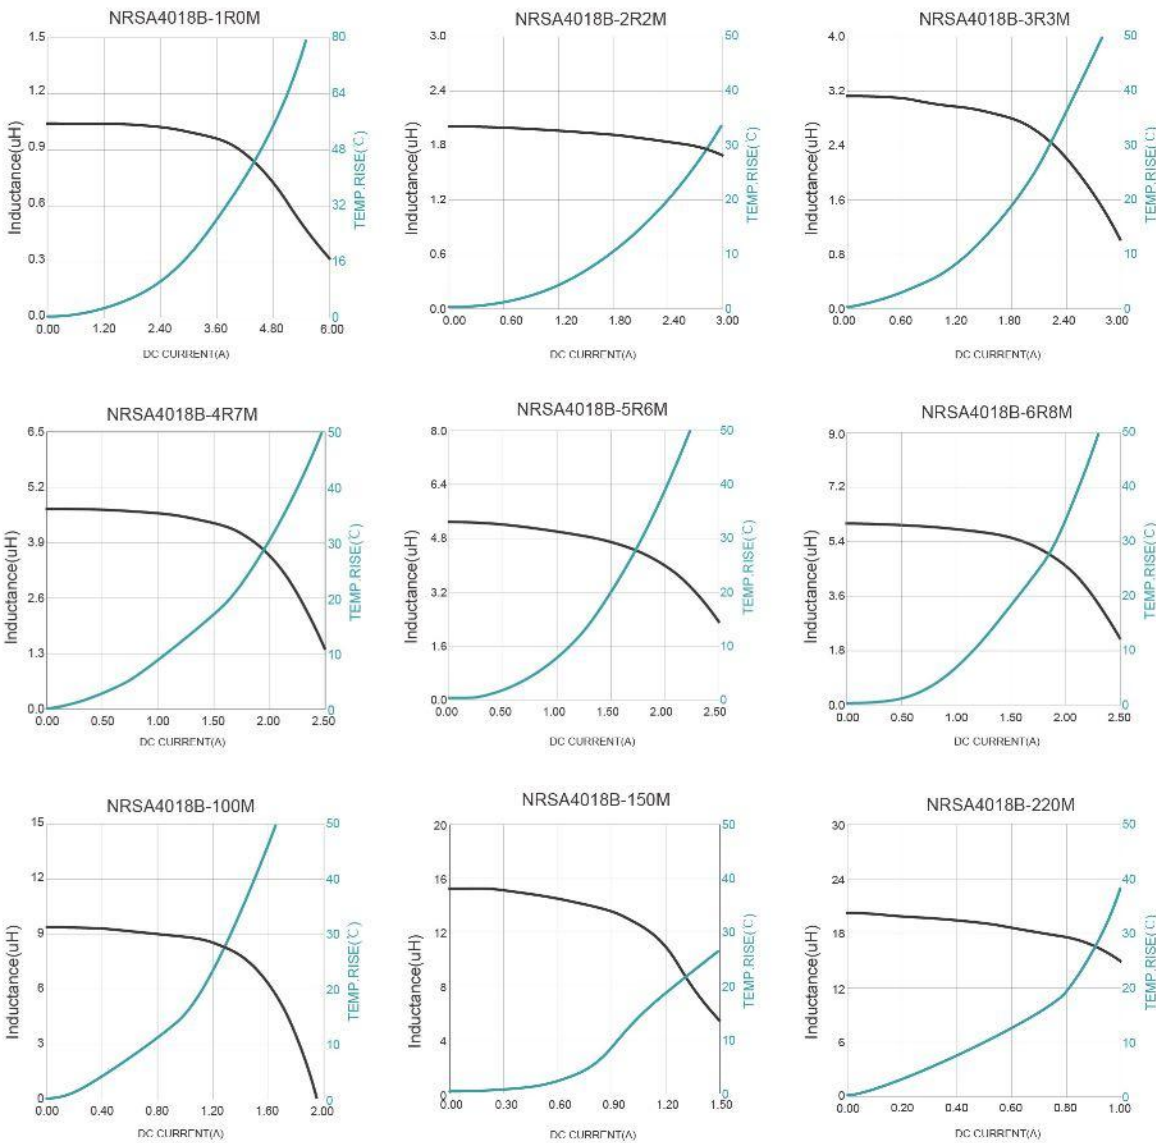 NRSA4018B-1R0M
1.5
1.2
0.9
0.6
0.3
0.0
Inductance(uH)
80
64
48
32
16
0
TEMP.RISE(℃)
0.00 1.20 2.40 3.60 4.80 6.00
DC CURRENT(A)
NRSA4018B-2R2M
3.0
2.4
1.8
1.2
0.6
0.0
Inductance(uH)
50
40
30
20
10
0
TEMP.RISE(℃)
0.00 0.60 1.20 1.80 2.40 3.00
DC CURRENT(A)
NRSA4018B-3R3M
4.0
3.2
2.4
1.6
0.8
0.0
Inductance(uH)
50
40
30
20
10
0
TEMP.RISE(℃)
0.00 0.60 1.20 1.80 2.40 3.00
DC CURRENT(A)
NRSA4018B-4R7M
6.5
5.2
3.9
2.6
1.3
0.0
Inductance(uH)
50
40
30
20
10
0
TEMP.RISE(℃)
0.00 0.50 1.00 1.50 2.00 2.50
DC CURRENT(A)
NRSA4018B-5R6M
8.0
6.4
4.8
3.2
1.6
0.0
Inductance(uH)
50
40
30
20
10
0
TEMP.RISE(℃)
0.00 0.50 1.00 1.50 2.00 2.50
DC CURRENT(A)
NRSA4018B-6R8M
9.0
7.2
5.4
3.6
1.8
0.0
Inductance(uH)
50
40
30
20
10
0
TEMP.RISE(℃)
0.00 0.50 1.00 1.50 2.00 2.50
DC CURRENT(A)
NRSA4018B-100M
15
12
9
6
3
0
Inductance(uH)
50
40
30
20
10
0
TEMP.RISE(℃)
0.00 0.40 0.80 1.20 1.60 2.00
DC CURRENT(A)
NRSA4018B-150M
20
16
12
8
4
0
Inductance(uH)
50
40
30
20
10
0
TEMP.RISE(℃)
0.00 0.30 0.60 0.90 1.20 1.50
DC CURRENT(A)
NRSA4018B-220M
30
24
18
12
6
0
Inductance(uH)
50
40
30
20
10
0
TEMP.RISE(℃)
0.00 0.20 0.40 0.60 0.80 1.00
DC CURRENT(A)